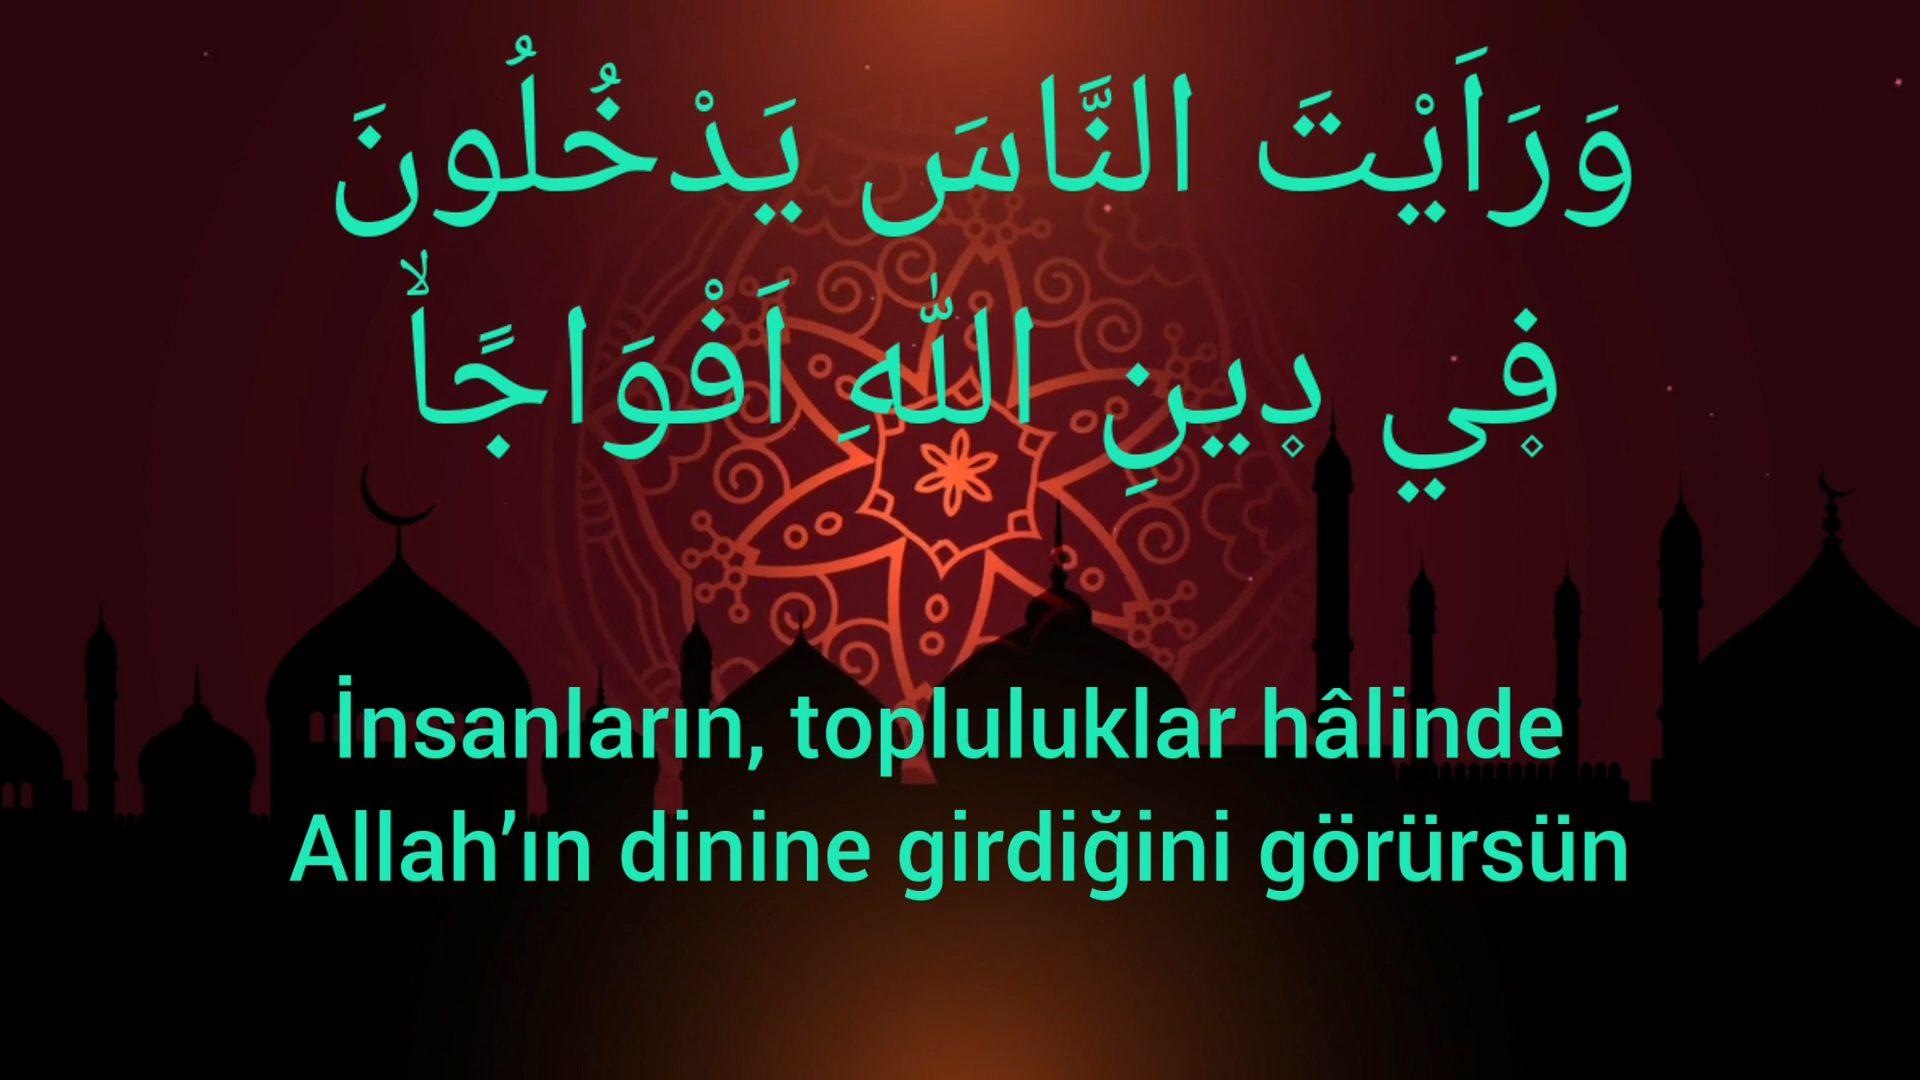 وَرَاَيْتَ النَّاسَ يَدْخُلُونَ
ف۪ي د۪ينِ اللّٰهِ اَفْوَاجًاۙ
İnsanların, topluluklar hâlinde
Allah’ın dinine girdiğini görürsün